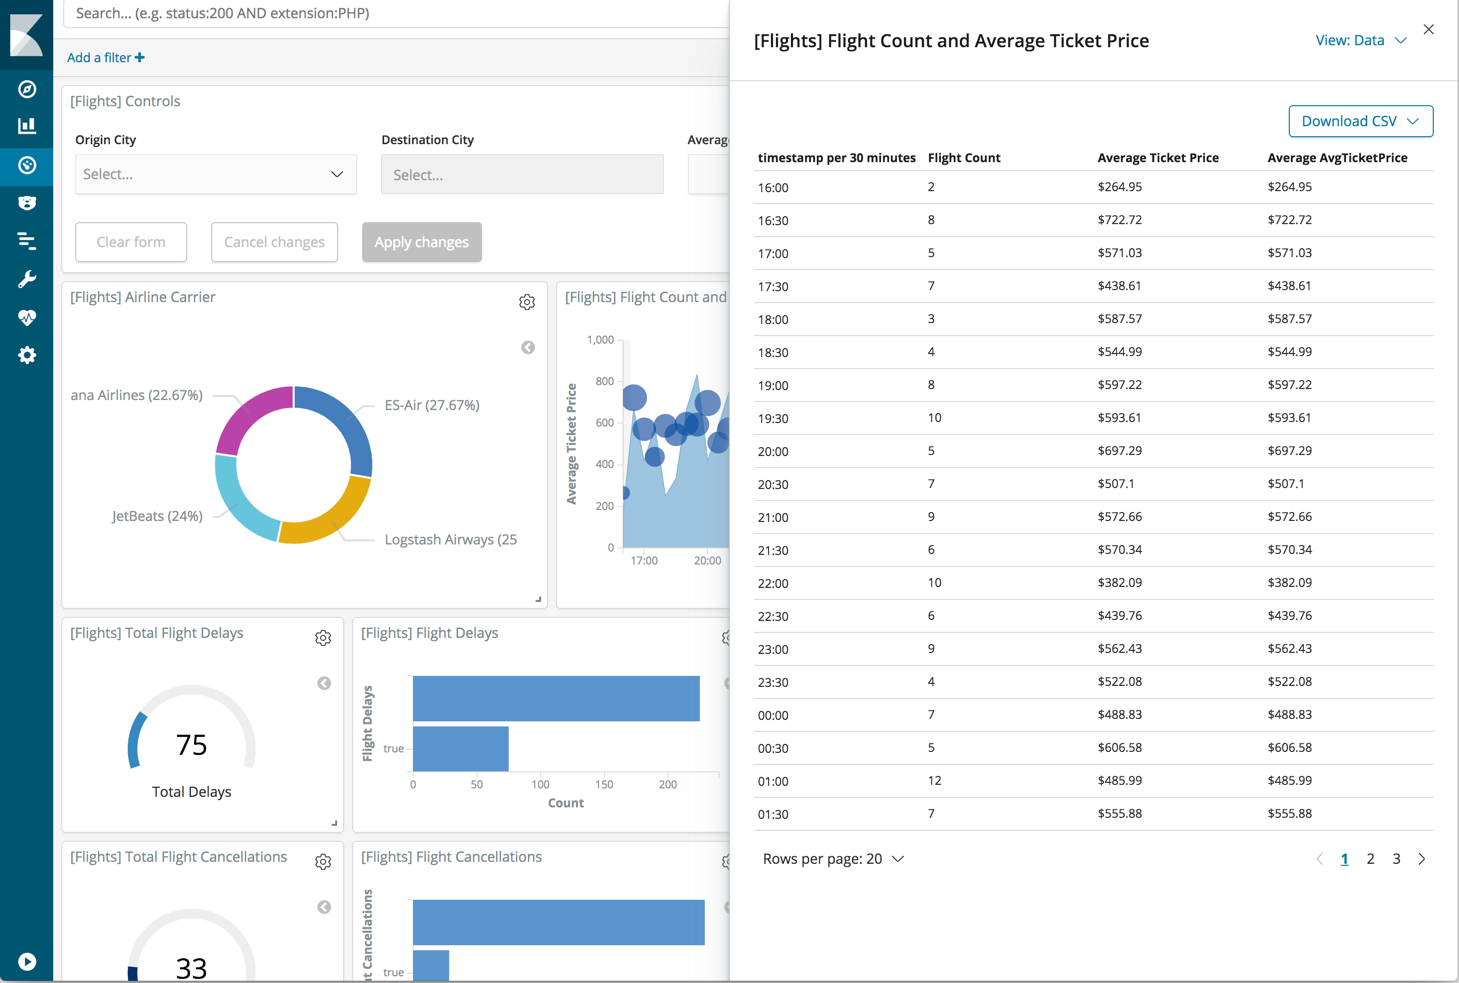 Search... (e.g. status:200 AND extension:PHP)
Add a filter +
[Flights] Controls
Origin City
Destination City
Select...
Select...
Clear form
Cancel changes
Apply changes
[Flights] Airline Carrier
ana Airlines (22.67%)
ES-Air (27.67%)
JetBeats (24%)
Logstash Airways (25
[Flights] Flight Count and
Average Ticket Price
1,000
800
600
400
200
0
17:00
20:00
[Flights] Total Flight Delays
75
Total Delays
[Flights] Flight Delays
Flight Delays
true
0
50
100
150
200
Count
[Flights] Total Flight Cancellations
33
[Flights] Flight Cancellations
t Cancellations
true
[Flights] Flight Count and Average Ticket Price
View: Data
Download CSV
timestamp per 30 minutes Flight Count Average Ticket Price Average AvgTicketPrice
16:00 2 $264.95 $264.95
16:30 8 $722.72 $722.72
17:00 5 $571.03 $571.03
17:30 7 $438.61 $438.61
18:00 3 $587.57 $587.57
18:30 4 $544.99 $544.99
19:00 8 $597.22 $597.22
19:30 10 $593.61 $593.61
20:00 5 $697.29 $697.29
20:30 7 $507.1 $507.1
21:00 9 $572.66 $572.66
21:30 6 $570.34 $570.34
22:00 10 $382.09 $382.09
22:30 6 $439.76 $439.76
23:00 9 $562.43 $562.43
23:30 4 $522.08 $522.08
00:00 7 $488.83 $488.83
00:30 5 $606.58 $606.58
01:00 12 $485.99 $485.99
01:30 7 $555.88 $555.88
Rows per page: 20
1 2 3